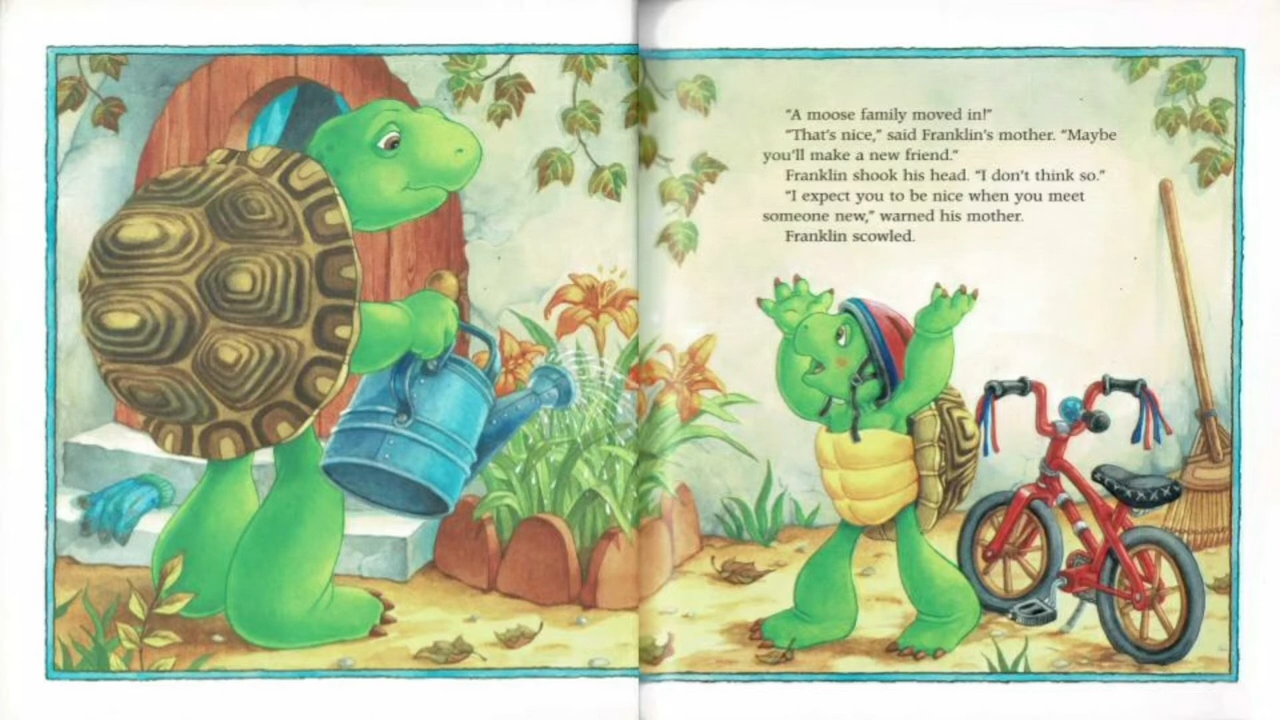 "A moose family moved in!"
"That's nice," said Franklin's mother. "Maybe
you'll make a new friend."
Franklin shook his head. "I don't think so."
"I expect you to be nice when you meet
someone new," warned his mother.
Franklin scowled.